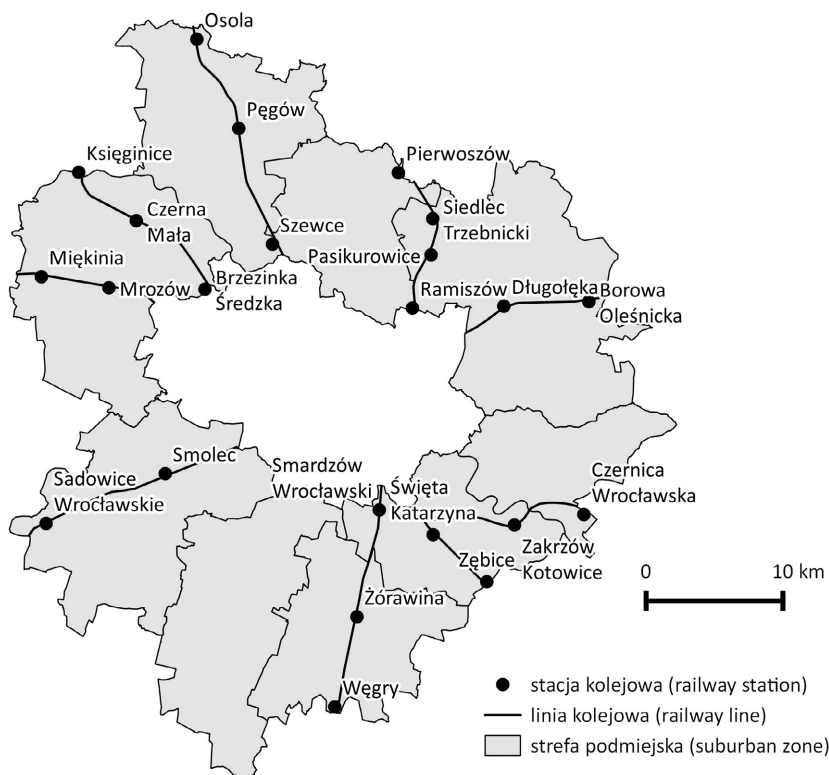 Osola
Pęgów
Księginice
Pierwoszów
Czerna
Mała
Siedlec
Trzebnicki
Szewce
Pasikurowice
Miękinia
Mrozów
Brzezinka
Średzka
Ramiszów
Długołęka
Borowa
Oleśnicka
Smolec
Sadowice
Wrocławskie
Smardzów
Wrocławski
Święta
Katarzyna
Czernica
Wrocławska
Zębice
Zakrzów
Kotowice
Żórawina
Węgry
0 10 km
stacja kolejowa (railway station)
linia kolejowa (railway line)
strefa podmiejska (suburban zone)